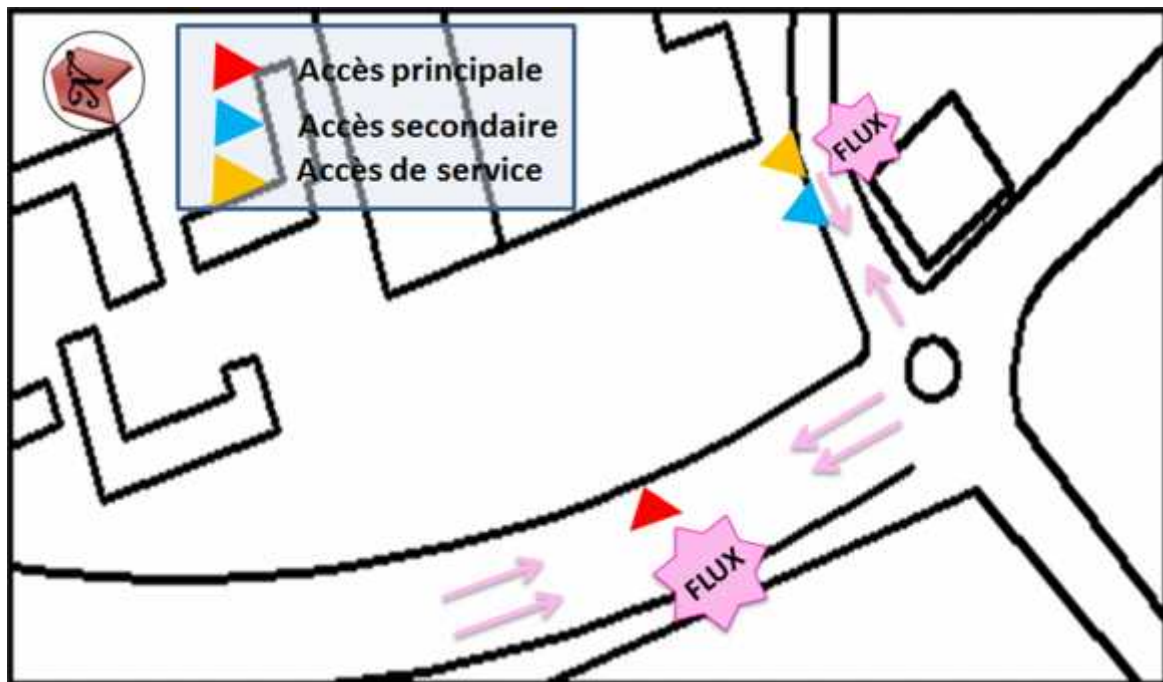 N
Accès principale
Accès secondaire
Accès de service
FLUX
FLUX